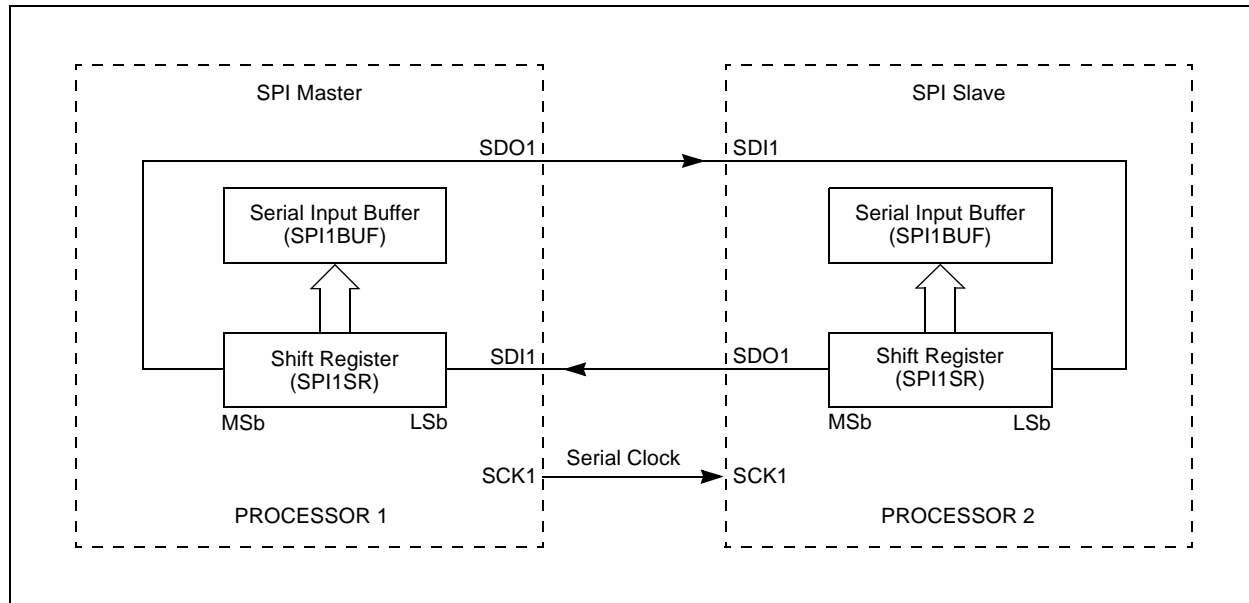 SPI Master
SDO1
Serial Input Buffer
(SPI1BUF)
Shift Register
(SPI1SR)
MSb
LSb
SDI1
SCK1
PROCESSOR 1
Serial Clock
SPI Slave
SDI1
Serial Input Buffer
(SPI1BUF)
SDO1
Shift Register
(SPI1SR)
MSb
LSb
SCK1
PROCESSOR 2